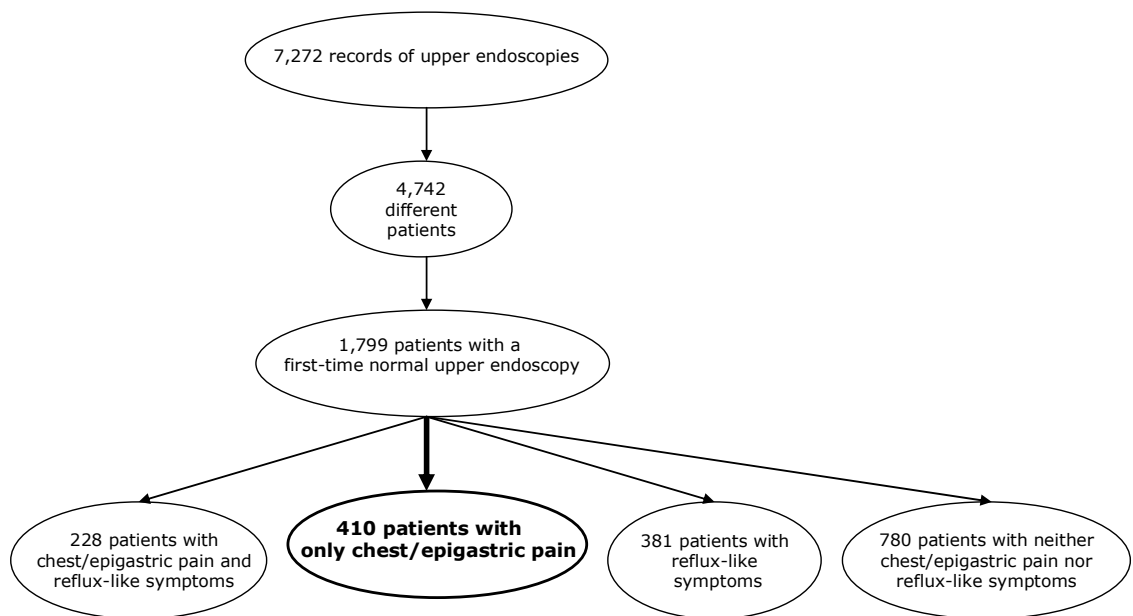 7,272 records of upper endoscopies
4,742
different
patients
1,799 patients with a
first-time normal upper endoscopy
228 patients with
chest/epigastric pain and
reflux-like symptoms
410 patients with
only chest/epigastric pain
381 patients with
reflux-like
symptoms
780 patients with neither
chest/epigastric pain nor
reflux-like symptoms